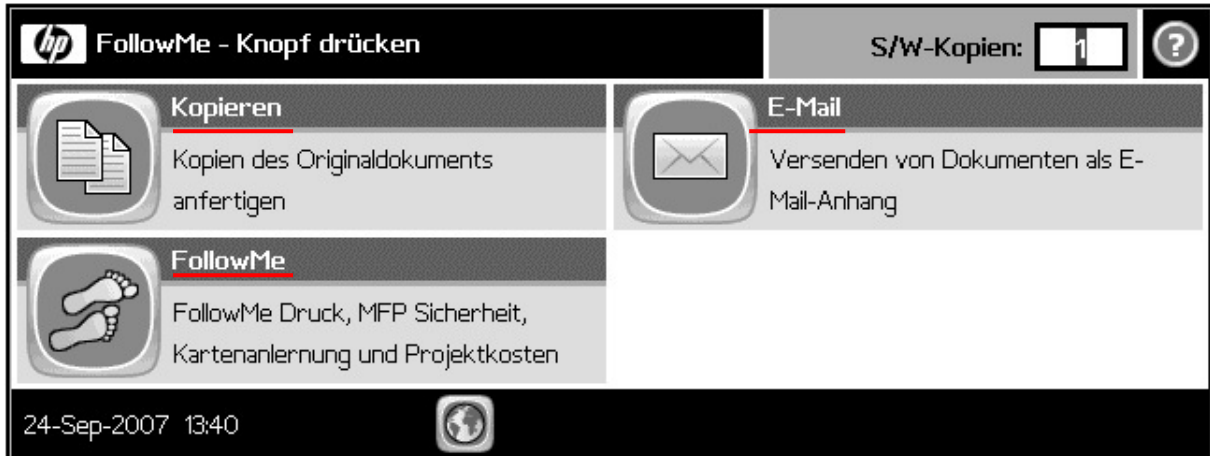 hp FollowMe - Knopf drücken
S/W-Kopien: 1 ?
Kopieren
Kopien des Originaldokuments
anfertigen
E-Mail
Versenden von Dokumenten als E-
Mail-Anhang
FollowMe
FollowMe Druck, MFP Sicherheit,
Kartenanlernung und Projektkosten
24-Sep-2007 13:40